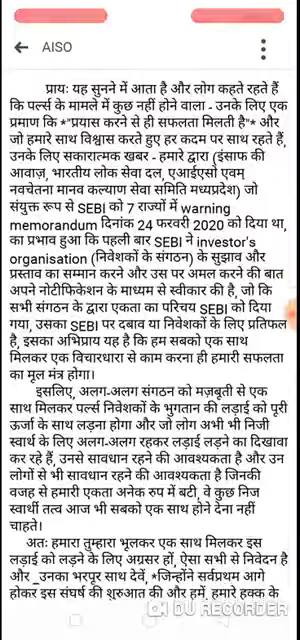 AISO
प्रायः यह सुनने में आता है और लोग कहते रहते हैं
कि पर्ल्स के मामले में कुछ नहीं होने वाला - उनके लिए एक
प्रमाण कि *"प्रयास करने से ही सफलता मिलती है"* और
जो हमारे साथ विश्वास करते हुए हर कदम पर साथ रहते हैं,
उनके लिए सकारात्मक खबर - हमारे द्वारा (इंसाफ की
आवाज़, भारतीय लोक सेवा दल, एआईएसओ एवम्
नवचेतना मानव कल्याण सेवा समिति मध्यप्रदेश) जो
संयुक्त रूप से SEBI को 7 राज्यों में warning
memorandum दिनांक 24 फरवरी 2020 को दिया था,
का प्रभाव हुआ कि पहली बार SEBI ने investor's
organisation (निवेशकों के संगठन) के सुझाव और
प्रस्ताव का सम्मान करने और उस पर अमल करने की बात
अपने नोटीफिकेशन के माध्यम से स्वीकार की है, जो कि
सभी संगठन के द्वारा एकता का परिचय SEBI को दिया
गया, उसका SEBI पर दबाव या निवेशकों के लिए प्रतिफल
है, इसका अभिप्राय यह है कि हम सबको एक साथ
मिलकर एक विचारधारा से काम करना ही हमारी सफलता
का मूल मंत्र होगा।
इसलिए, अलग-अलग संगठन को मज़बूती से एक
साथ मिलकर पर्ल्स निवेशकों के भुगतान की लड़ाई को पूरी
ऊर्जा के साथ लड़ना होगा और जो लोग अभी भी निजी
स्वार्थ के लिए अलग-अलग रहकर लड़ाई लड़ने का दिखावा
कर रहे हैं, उनसे सावधान रहने की आवश्यकता है और उन
लोगों से भी सावधान रहने की आवश्यकता है जिनकी
वजह से हमारी एकता अनेक रुप में बटी, वे कुछ निज
स्वार्थी तत्व आज भी सबको एक साथ होने देना नहीं
चाहते।
अतः हमारा तुम्हारा भूलकर एक साथ मिलकर इस
लड़ाई को लड़ने के लिए अग्रसर हों, ऐसा सभी से निवेदन है
और _उनका भरपूर साथ देवें, *जिन्होंने सर्वप्रथम आगे
होकर इस संघर्ष की शुरुआत की और हमें, हमारे हक्क के
DU RECORDER